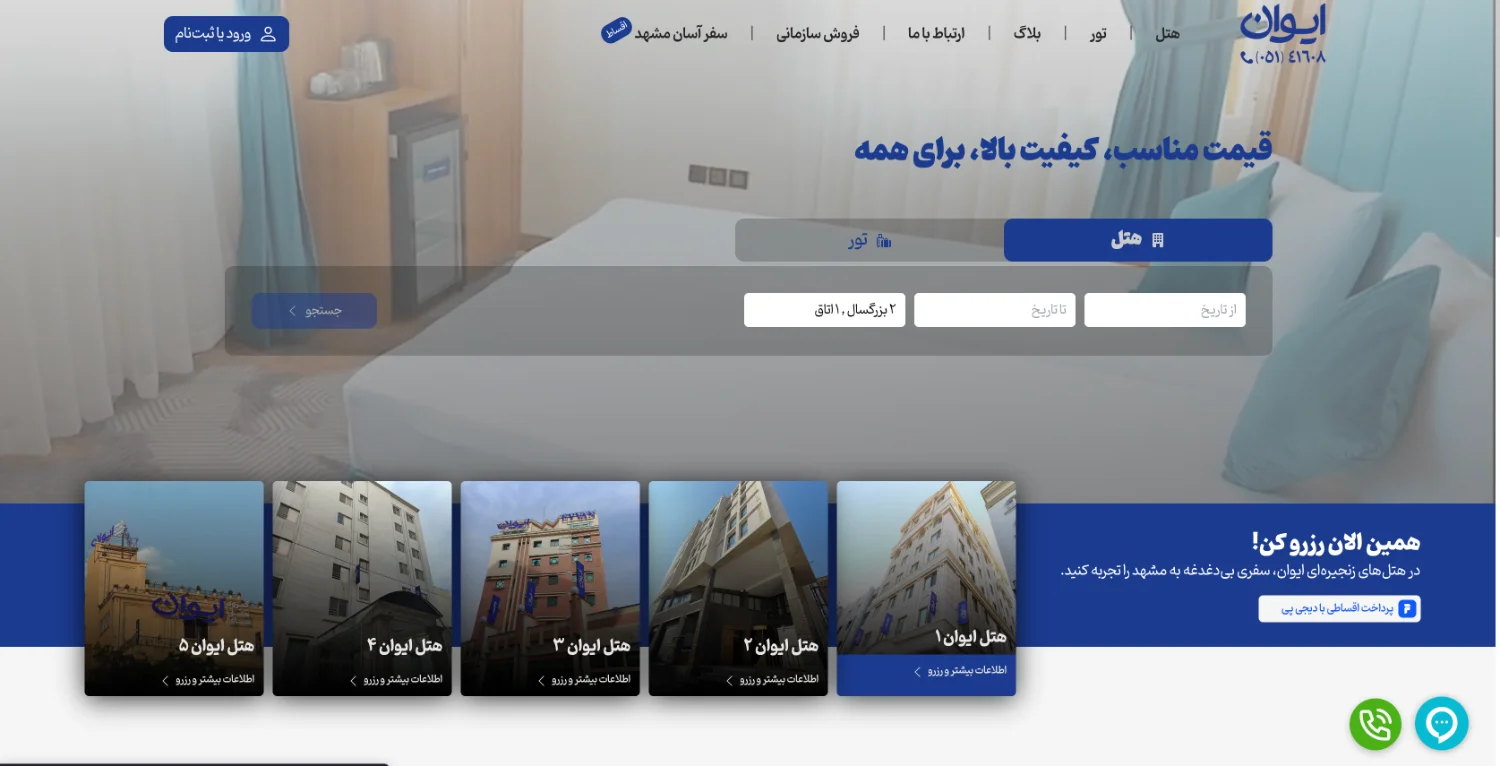 ایوان
(۰۵۱) ۴۱۶۰۸
هتل | تور | بلاگ | ارتباط با ما | فروش سازمانی | سفر آسان مشهد اقساط
ورود یا ثبت‌نام
قیمت مناسب، کیفیت بالا، برای همه
هتل
تور
از تاریخ
تا تاریخ
۲ بزرگسال , ۱ اتاق
جستجو
همین الان رزرو کن!
در هتل‌های زنجیره‌ای ایوان، سفری بی‌دغدغه به مشهد را تجربه کنید.
پرداخت اقساطی با دیجی پی
هتل ایوان ۱
اطلاعات بیشتر و رزرو
هتل ایوان ۲
اطلاعات بیشتر و رزرو
ایوان EYVAN
هتل ایوان ۳
اطلاعات بیشتر و رزرو
هتل ایوان ۴
اطلاعات بیشتر و رزرو
ایوان
ایوان
هتل ایوان ۵
اطلاعات بیشتر و رزرو